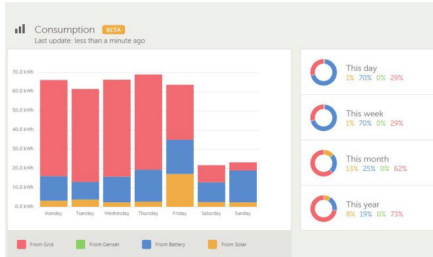 Consumption BETA
Last update: less than a minute ago
70.0 kWh
60.0 kWh
50.0 kWh
40.0 kWh
30.0 kWh
20.0 kWh
10.0 kWh
0.0 kWh
Monday Tuesday Wednesday Thursday Friday Saturday Sunday
From Grid From Genset From Battery From Solar
This day
1% 70% 0% 29%
This week
1% 70% 0% 29%
This month
13% 25% 0% 62%
This year
8% 19% 0% 73%